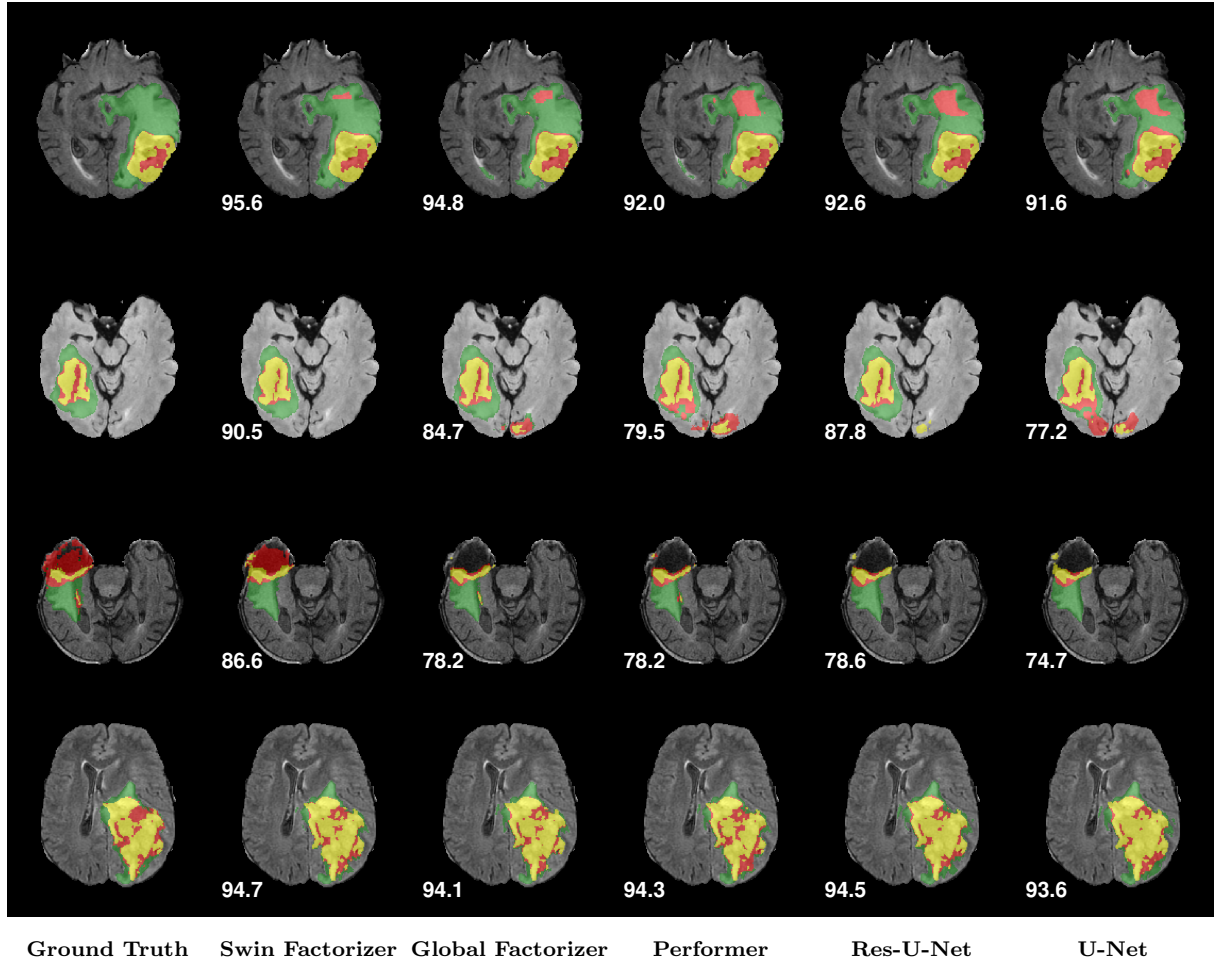 95.6 94.8 92.0 92.6 91.6
90.5 84.7 79.5 87.8 77.2
86.6 78.2 78.2 78.6 74.7
94.7 94.1 94.3 94.5 93.6
Ground Truth Swin Factorizer Global Factorizer Performer Res-U-Net U-Net